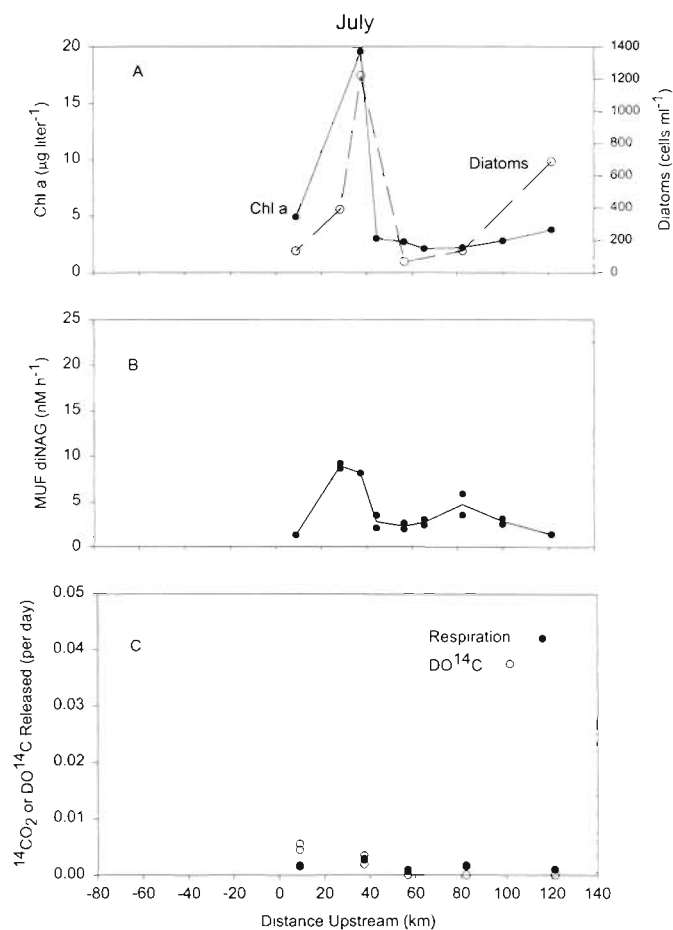 July
A
20
15
10
5
0
Chl a (µg liter⁻¹)
Chl a
Diatoms
1400
1200
1000
800
600
400
200
0
Diatoms (cells ml⁻¹)
B
25
20
15
10
5
0
MUF diNAG (nM h⁻¹)
C
0.05
0.04
0.03
0.02
0.01
0.00
¹⁴CO₂ or DO¹⁴C Released (per day)
Respiration
DO¹⁴C
-80 -60 -40 -20 0 20 40 60 80 100 120 140
Distance Upstream (km)